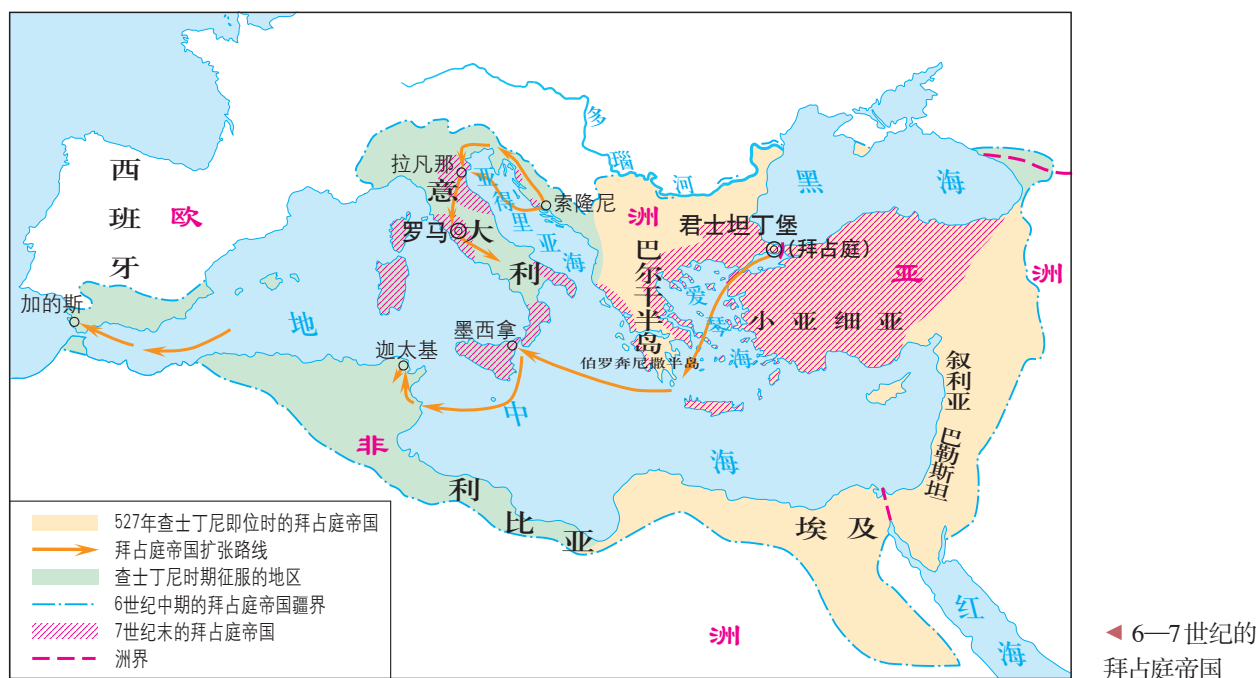 西班牙
欧
洲
加的斯
拉凡那
意大利
罗马
亚得里亚海
索隆尼
多瑙河
黑海
君士坦丁堡
(拜占庭)
巴尔干半岛
爱琴海
亚
洲
小亚细亚
伯罗奔尼撒半岛
墨西拿
迦太基
地中海
叙利亚
巴勒斯坦
非
洲
利比亚
埃及
红海
527年查士丁尼即位时的拜占庭帝国
拜占庭帝国扩张路线
查士丁尼时期征服的地区
6世纪中期的拜占庭帝国疆界
7世纪末的拜占庭帝国
洲界
◀ 6—7世纪的
拜占庭帝国